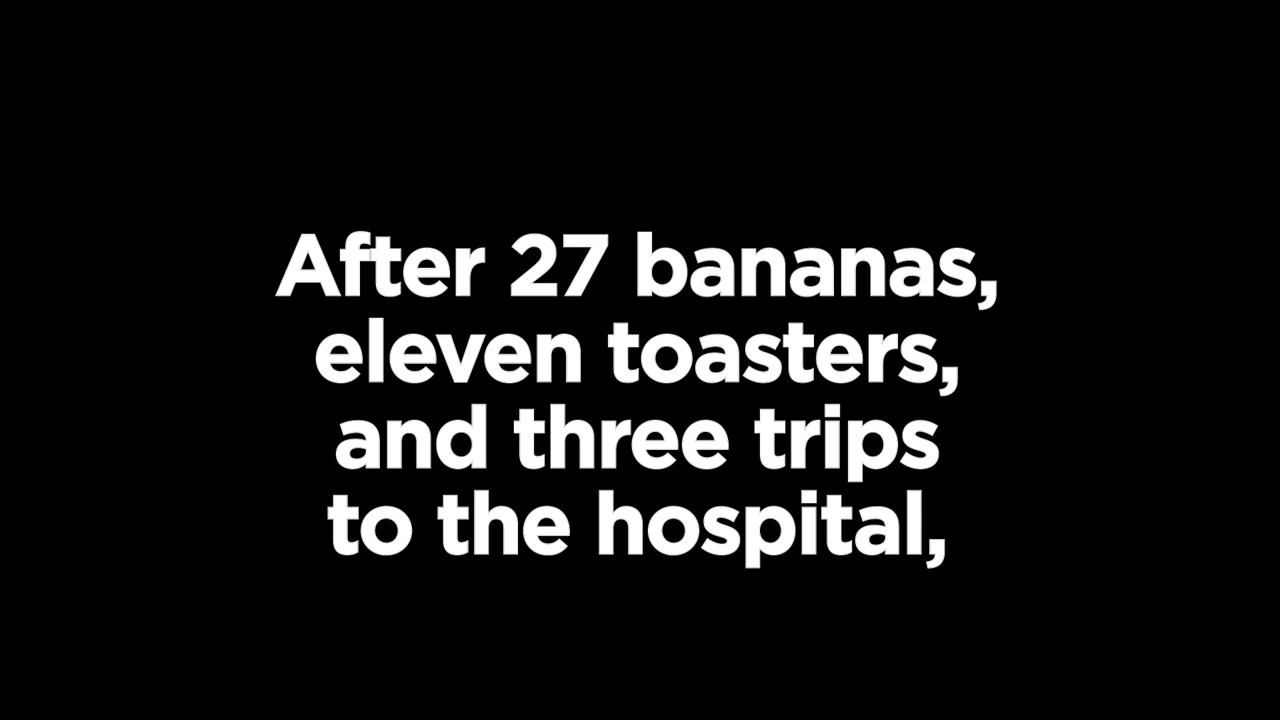 After 27 bananas,
eleven toasters,
and three trips
to the hospital,